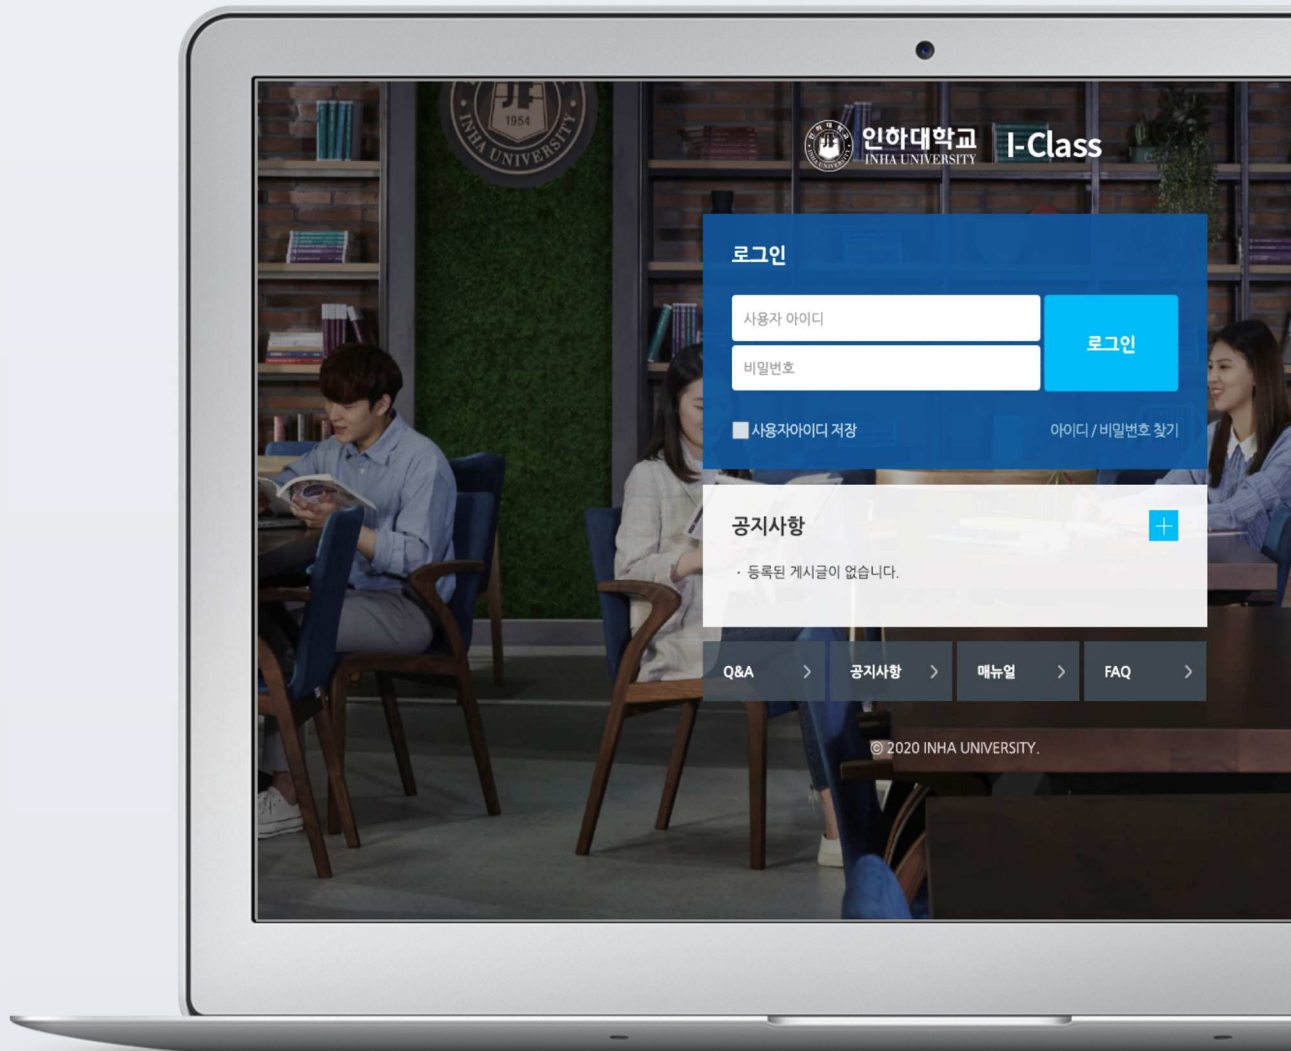 1954
INHA UNIVERSITY
인하대학교
INHA UNIVERSITY
I-Class
로그인
사용자 아이디
비밀번호
로그인
사용자아이디 저장
아이디 / 비밀번호 찾기
공지사항
· 등록된 게시글이 없습니다.
Q&A
공지사항
매뉴얼
FAQ
© 2020 INHA UNIVERSITY.